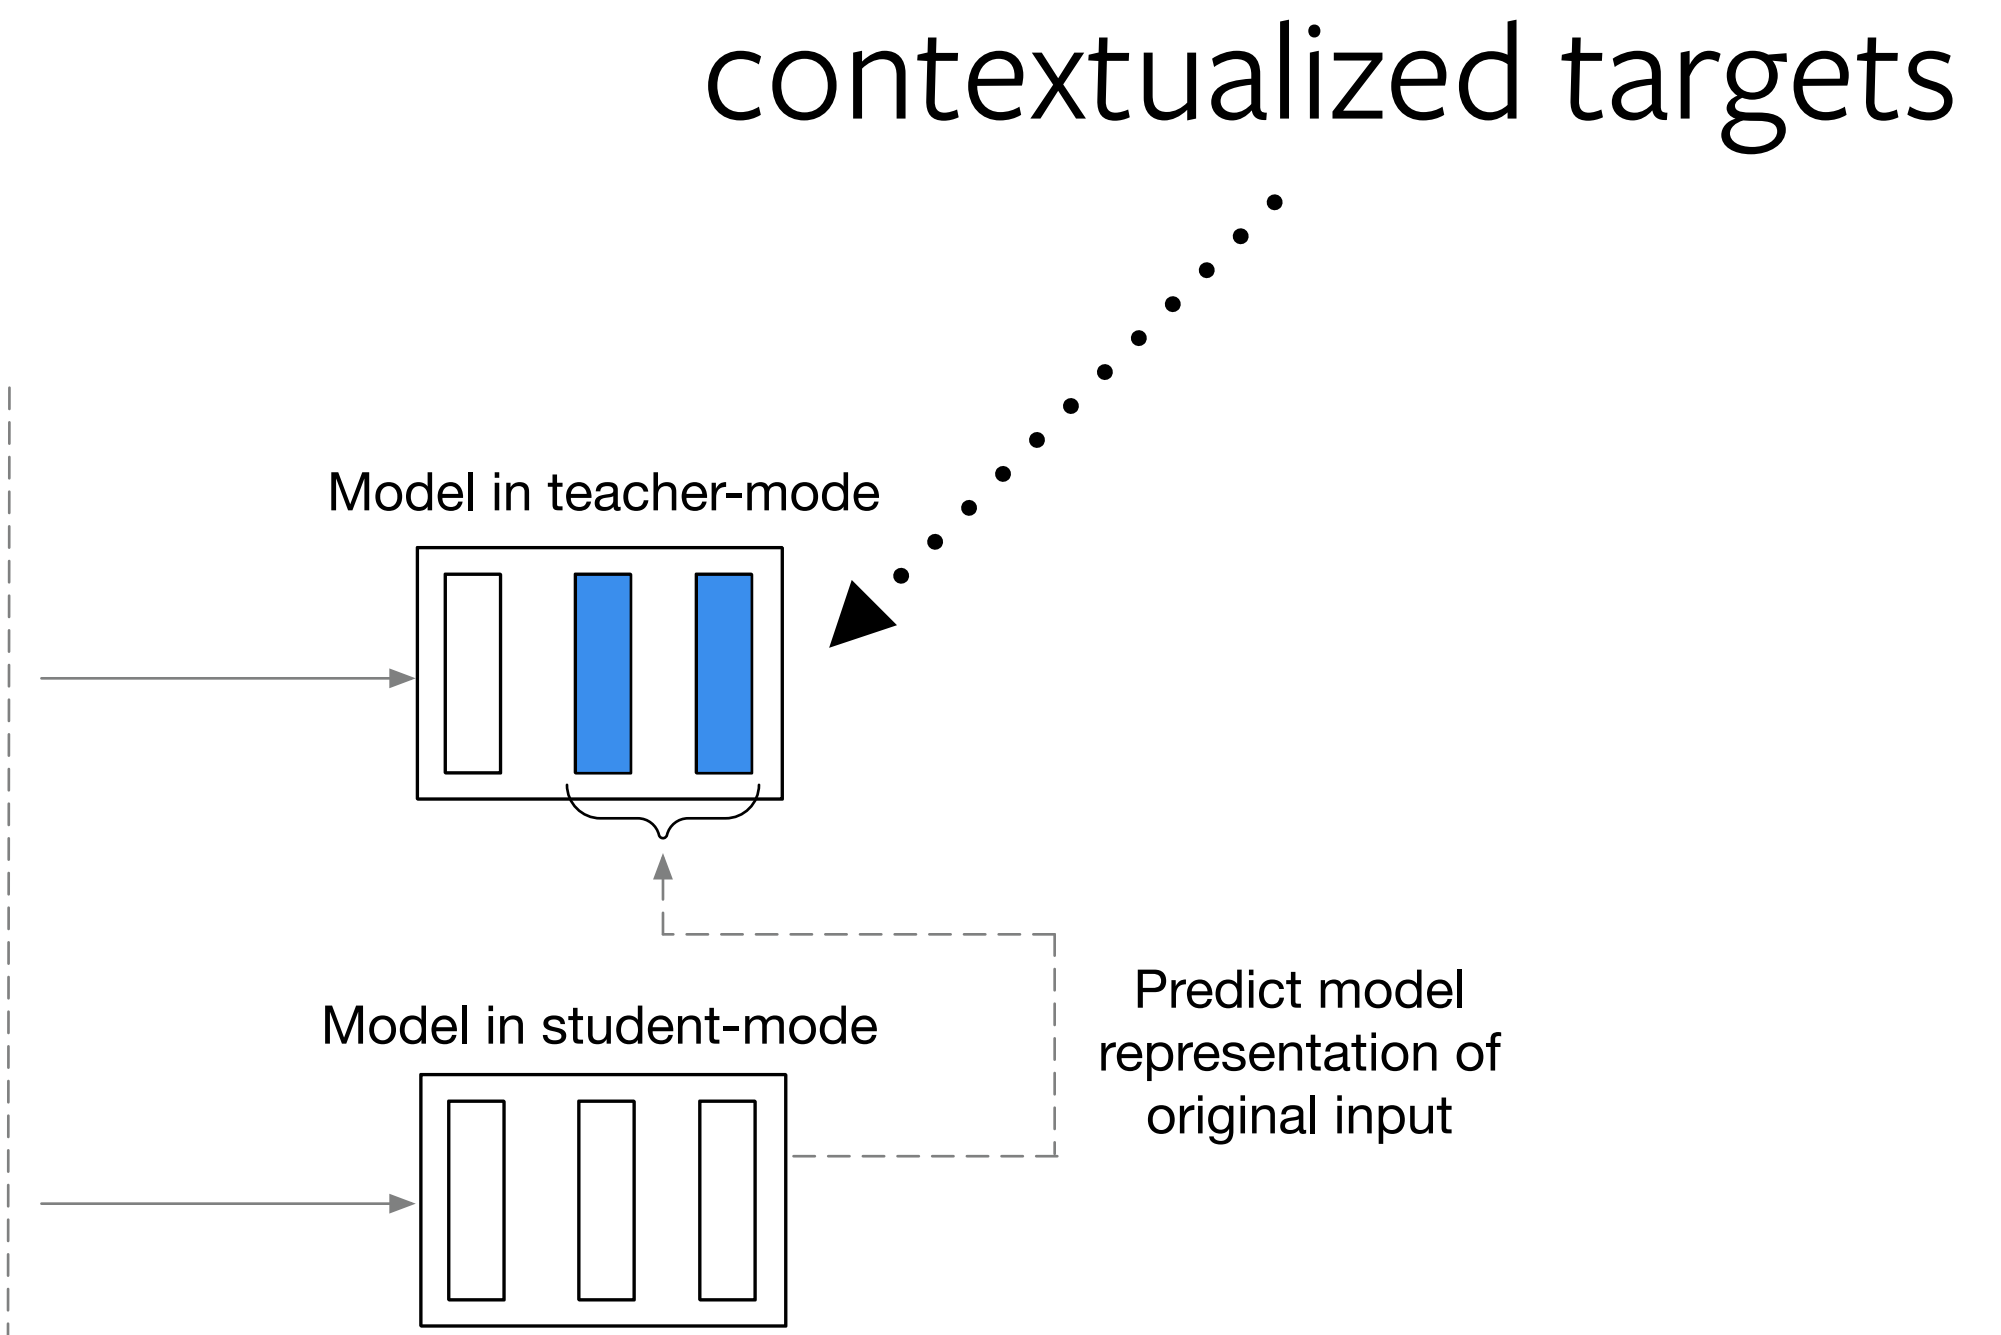 contextualized targets
Model in teacher-mode
Model in student-mode
Predict model
representation of
original input